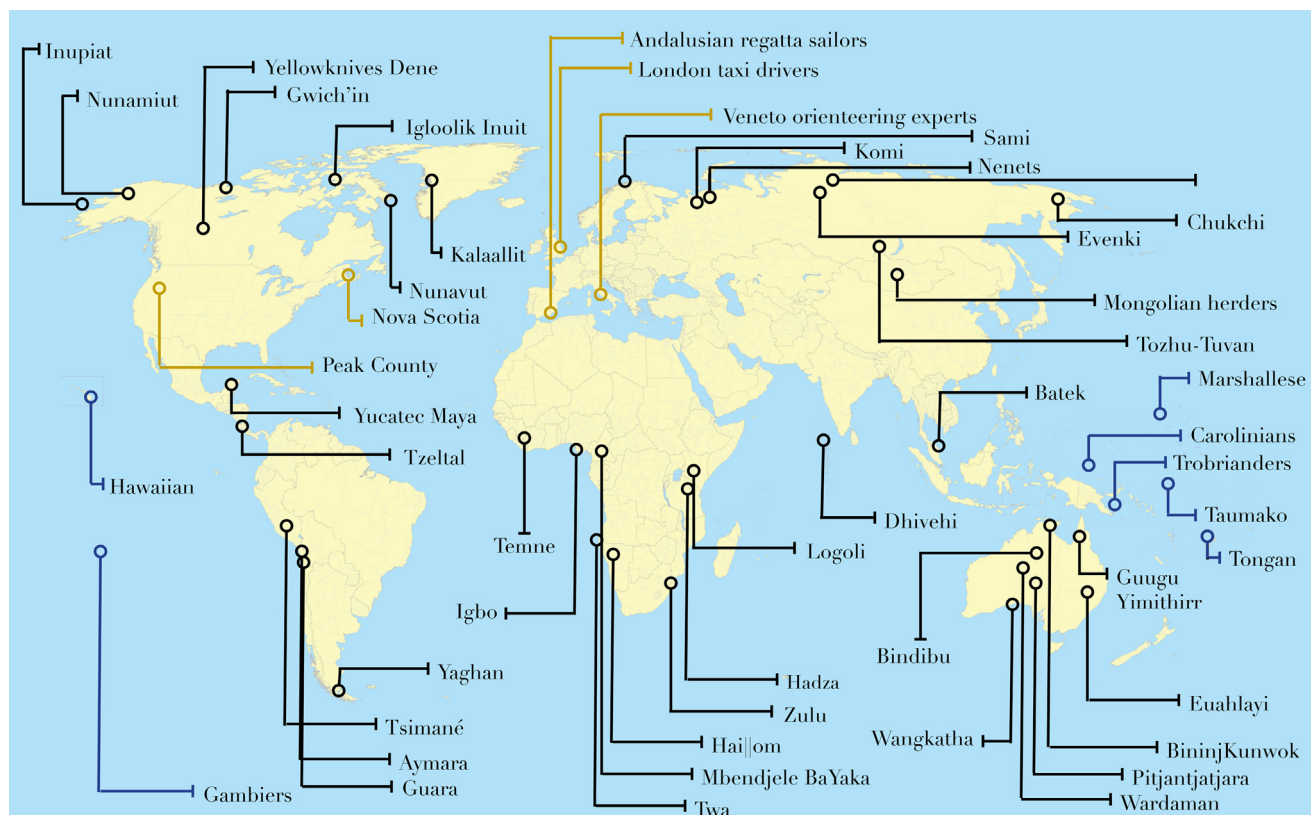 Andalusian regatta sailors
Inupiat
Yellowknives Dene
London taxi drivers
Gwich'in
Nunamiut
Veneto orienteering experts
Igloolik Inuit
Sami
Komi
Nenets
Chukchi
Evenki
Kalaallit
Nunavut
Mongolian herders
Nova Scotia
Tozhu-Tuvan
Peak County
Marshallese
Batek
Yucatec Maya
Carolinians
Tzeltal
Trobrianders
Hawaiian
Taumako
Dhivehi
Temne
Logoli
Tongan
Guugu
Yimithirr
Igbo
Bindibu
Yaghan
Hadza
Euahlayi
Zulu
Tsimané
Wangkatha
Hai||om
BininjKunwok
Aymara
Mbendjele BaYaka
Pitjantjatjara
Guara
Gambiers
Wardaman
Twa